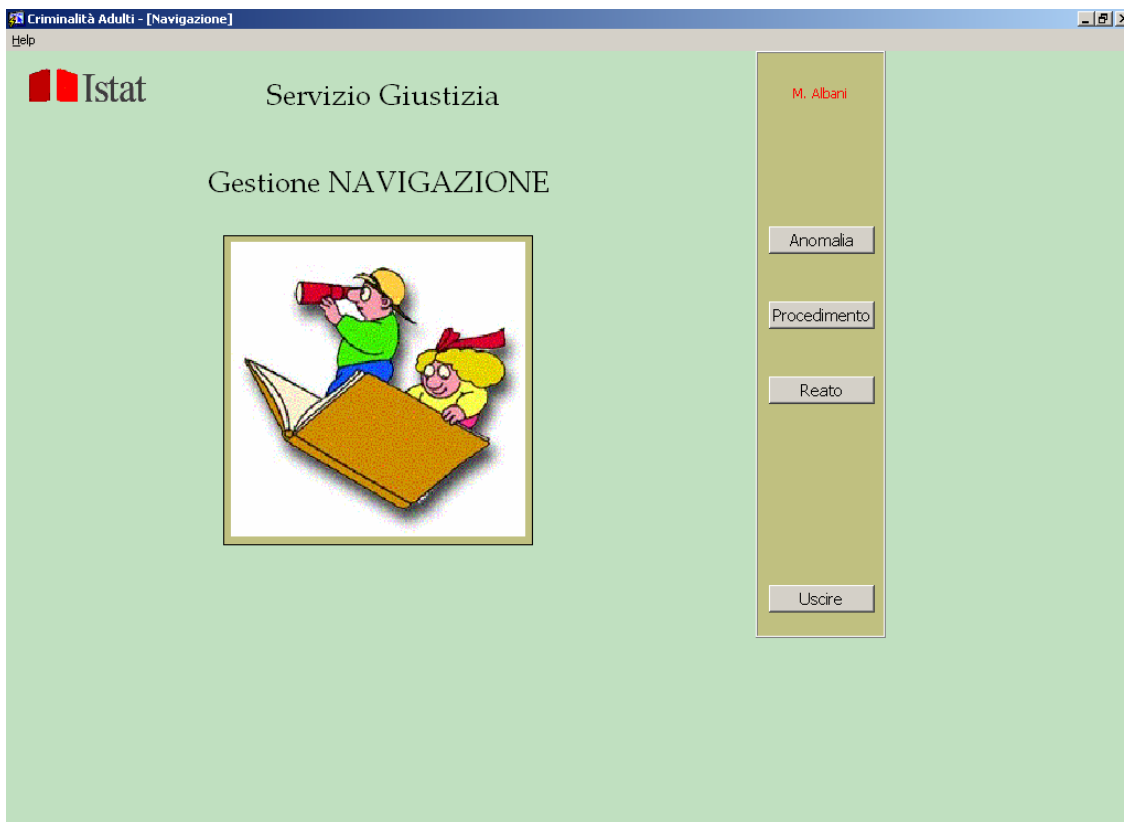 Criminalità Adulti - [Navigazione]
Help
Istat
Servizio Giustizia
M. Albani
Gestione NAVIGAZIONE
Anomalia
Procedimento
Reato
Uscire